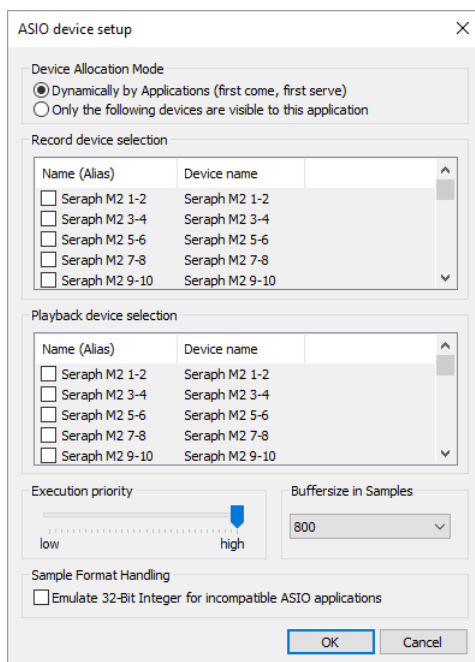 ASIO device setup
Device Allocation Mode
Dynamically by Applications (first come, first serve)
Only the following devices are visible to this application
Record device selection
Name (Alias) Device name
Seraph M2 1-2 Seraph M2 1-2
Seraph M2 3-4 Seraph M2 3-4
Seraph M2 5-6 Seraph M2 5-6
Seraph M2 7-8 Seraph M2 7-8
Seraph M2 9-10 Seraph M2 9-10
Playback device selection
Name (Alias) Device name
Seraph M2 1-2 Seraph M2 1-2
Seraph M2 3-4 Seraph M2 3-4
Seraph M2 5-6 Seraph M2 5-6
Seraph M2 7-8 Seraph M2 7-8
Seraph M2 9-10 Seraph M2 9-10
Execution priority Buffersize in Samples
800
low high
Sample Format Handling
Emulate 32-Bit Integer for incompatible ASIO applications
OK Cancel